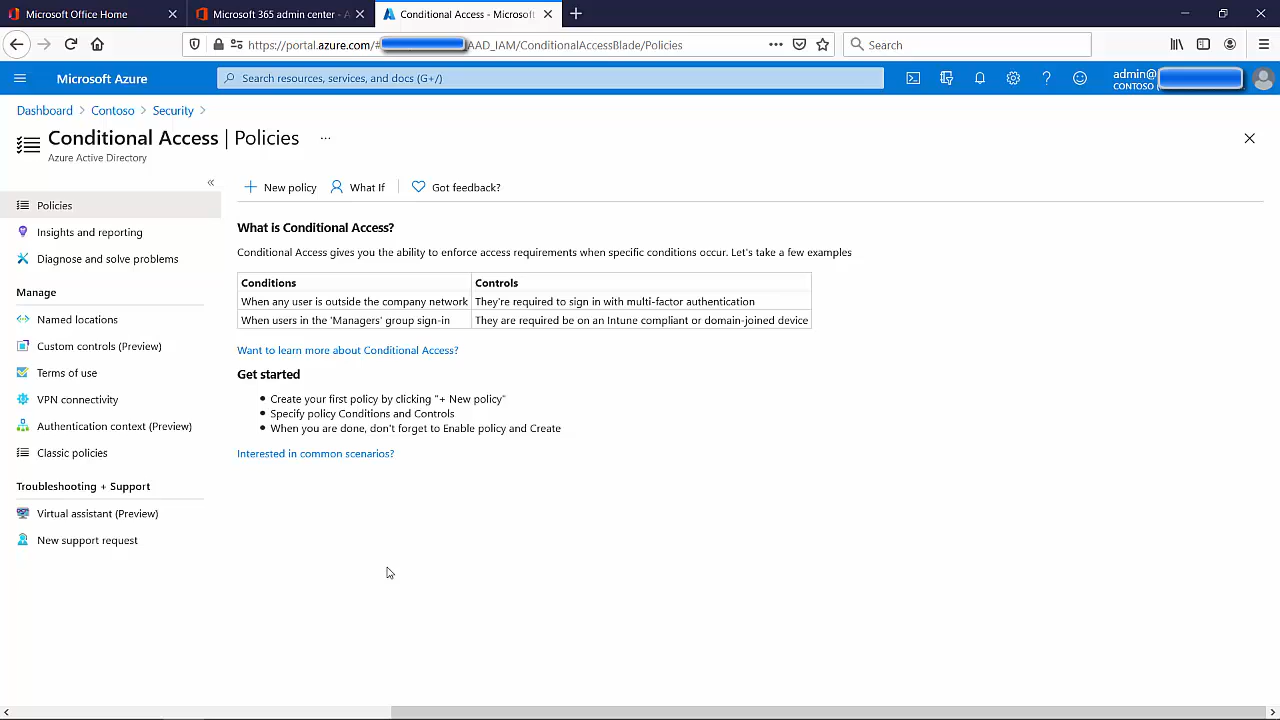 Microsoft Office Home
Microsoft 365 admin center - A
Conditional Access - Microsoft
https://portal.azure.com/# AAD_IAM/ConditionalAccessBlade/Policies
Search
Microsoft Azure
Search resources, services, and docs (G+/)
admin@
CONTOSO (
Dashboard > Contoso > Security >
Conditional Access | Policies ...
Azure Active Directory
«
Policies
Insights and reporting
Diagnose and solve problems
Manage
Named locations
Custom controls (Preview)
Terms of use
VPN connectivity
Authentication context (Preview)
Classic policies
Troubleshooting + Support
Virtual assistant (Preview)
New support request
New policy What If Got feedback?
What is Conditional Access?
Conditional Access gives you the ability to enforce access requirements when specific conditions occur. Let's take a few examples
Conditions Controls
When any user is outside the company network They're required to sign in with multi-factor authentication
When users in the 'Managers' group sign-in They are required be on an Intune compliant or domain-joined device
Want to learn more about Conditional Access?
Get started
• Create your first policy by clicking "+ New policy"
• Specify policy Conditions and Controls
• When you are done, don't forget to Enable policy and Create
Interested in common scenarios?